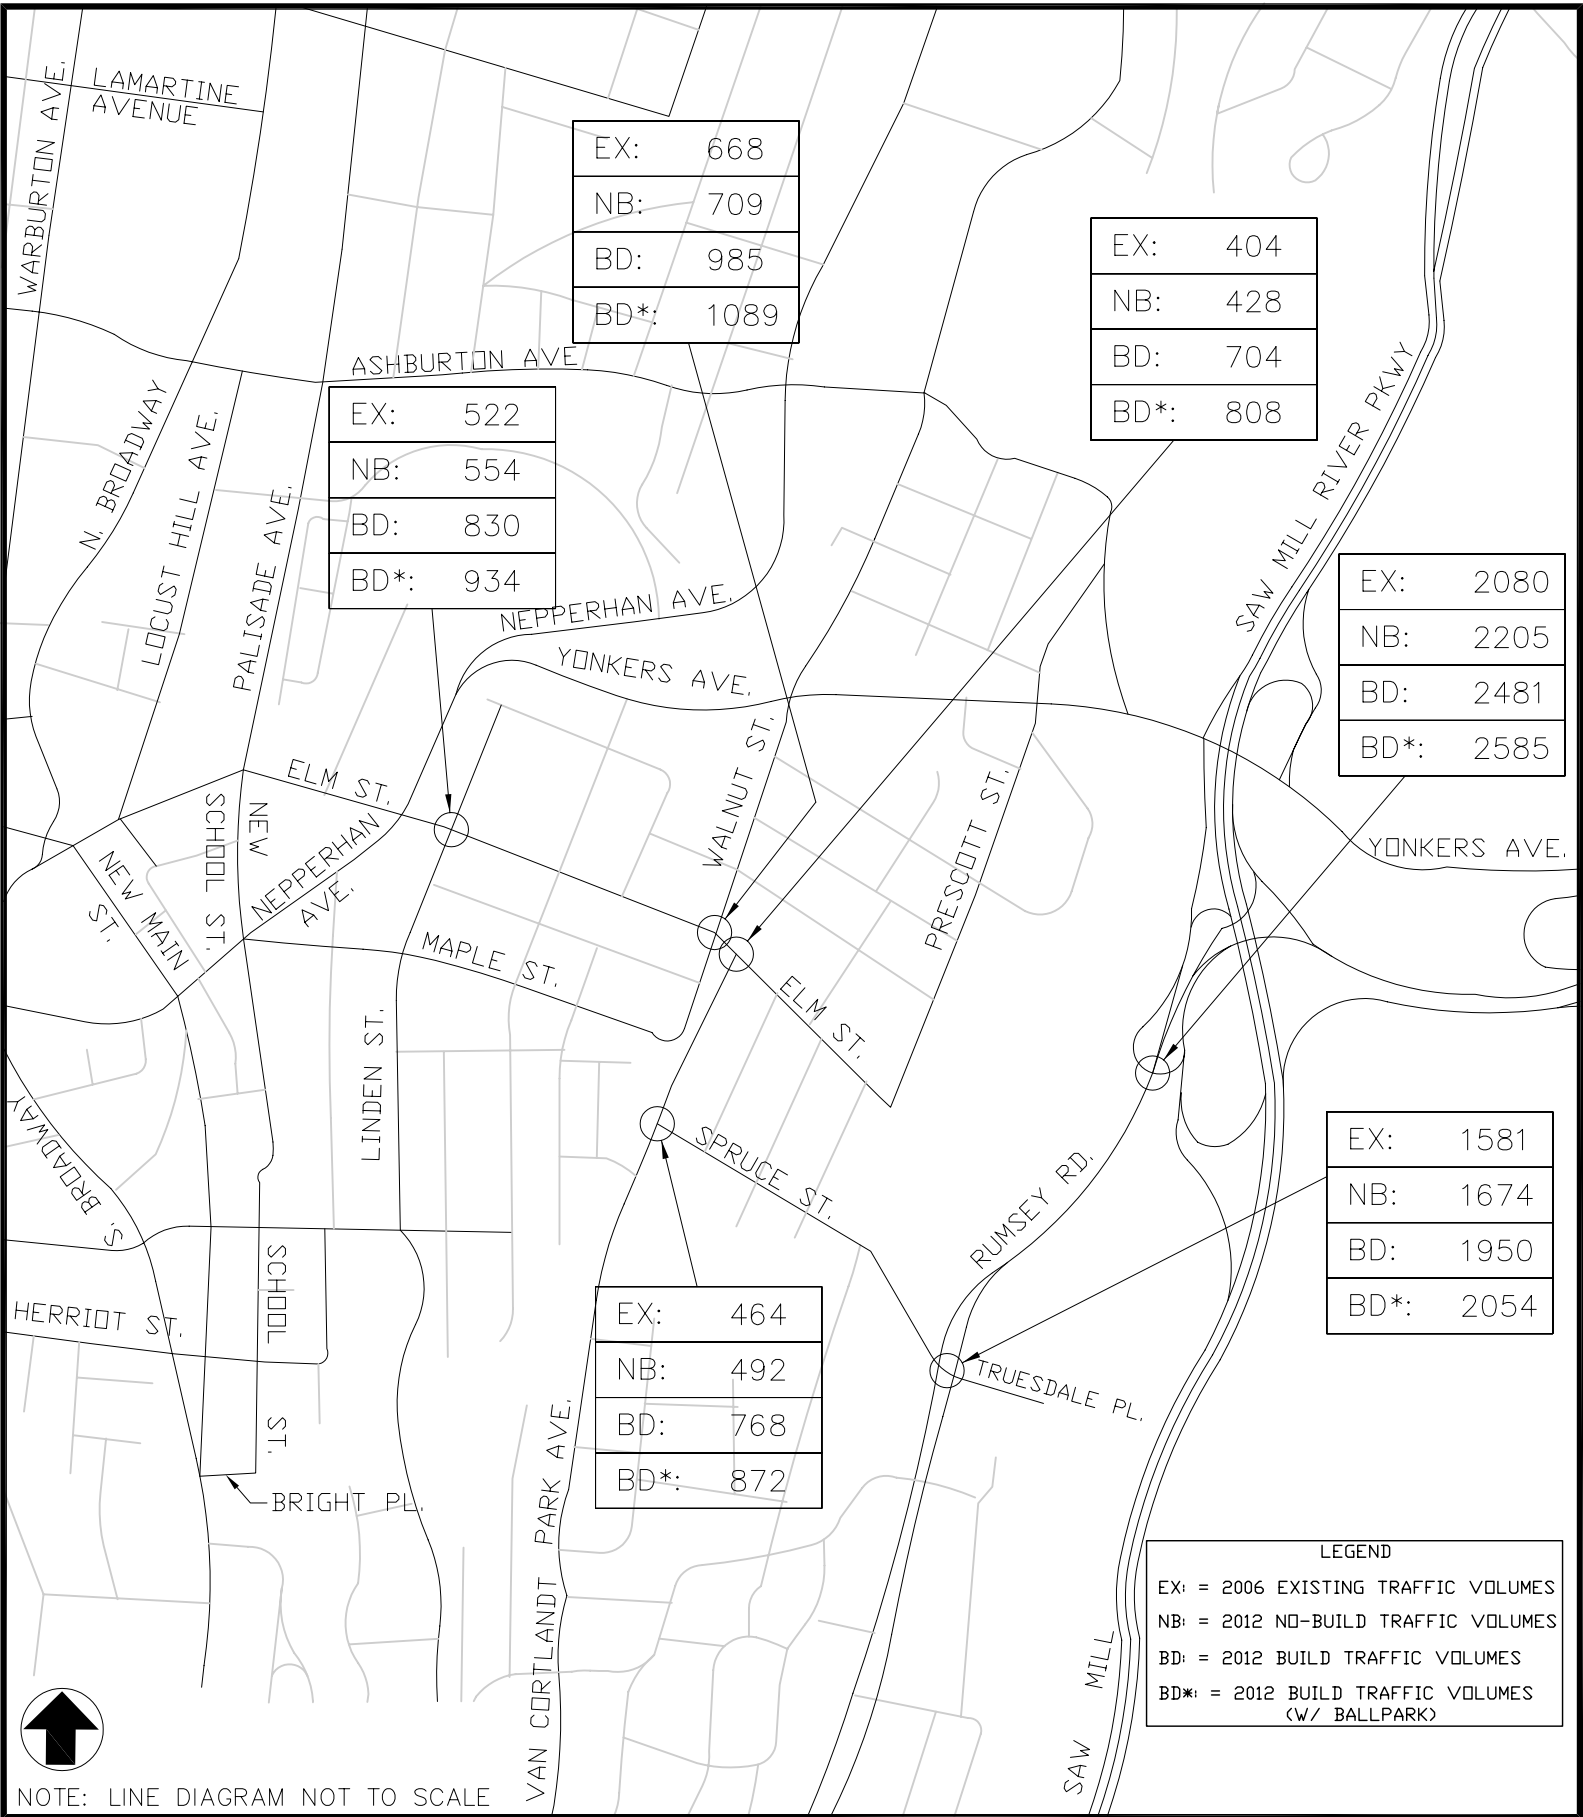 LAMARTINE
AVENUE
WARBURTON AVE.
EX: 668
NB: 709
BD: 985
BD*: 1089
EX: 404
NB: 428
BD: 704
BD*: 808
ASHBURTON AVE
EX: 522
NB: 554
BD: 830
BD*: 934
N. BROADWAY
LOCUST HILL AVE.
PALISADE AVE.
NEPPERHAN AVE.
YONKERS AVE.
SAW MILL RIVER PKWY
EX: 2080
NB: 2205
BD: 2481
BD*: 2585
ELM ST.
NEW
SCHOOL ST.
NEPPERHAN
AVE.
NEW MAIN
ST.
WALNUT ST.
PRESCOTT ST.
YONKERS AVE.
MAPLE ST.
ELM ST.
LINDEN ST.
S. BROADWAY
SPRUCE ST.
RUMSEY RD.
EX: 1581
NB: 1674
BD: 1950
BD*: 2054
SCHOOL ST.
HERRIOT ST.
EX: 464
NB: 492
BD: 768
BD*: 872
TRUESDALE PL.
BRIGHT PL.
VAN CORTLANDT PARK AVE.
SAW MILL
LEGEND
EX: = 2006 EXISTING TRAFFIC VOLUMES
NB: = 2012 NO-BUILD TRAFFIC VOLUMES
BD: = 2012 BUILD TRAFFIC VOLUMES
BD*: = 2012 BUILD TRAFFIC VOLUMES
(W/ BALLPARK)
NOTE: LINE DIAGRAM NOT TO SCALE